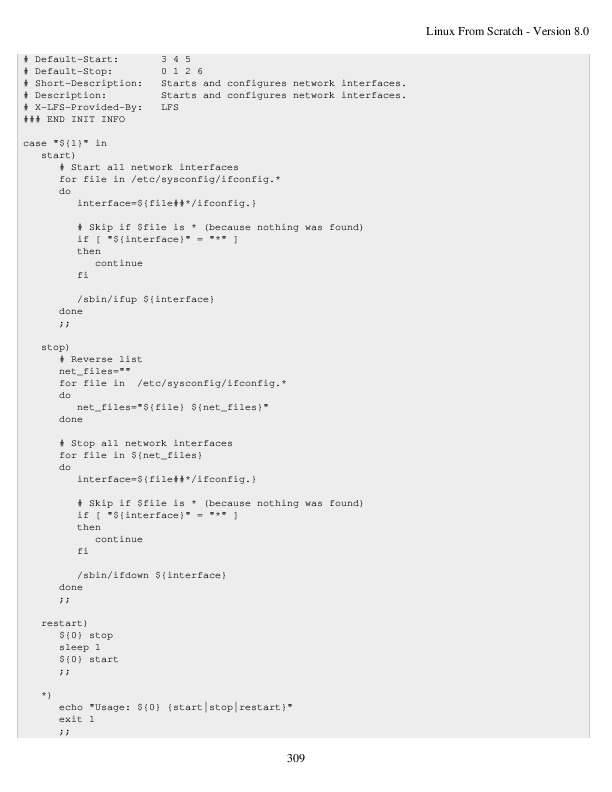 Linux From Scratch - Version 8.0
# Default-Start:       3 4 5
# Default-Stop:        0 1 2 6
# Short-Description:   Starts and configures network interfaces.
# Description:         Starts and configures network interfaces.
# X-LFS-Provided-By:   LFS
### END INIT INFO
case "${1}" in
   start)
      # Start all network interfaces
      for file in /etc/sysconfig/ifconfig.*
      do
         interface=${file##*/ifconfig.}
         # Skip if $file is * (because nothing was found)
         if [ "${interface}" = "*" ]
         then
            continue
         fi
         /sbin/ifup ${interface}
      done
      ;;
   stop)
      # Reverse list
      net_files=""
      for file in  /etc/sysconfig/ifconfig.*
      do
         net_files="${file} ${net_files}"
      done
      # Stop all network interfaces
      for file in ${net_files}
      do
         interface=${file##*/ifconfig.}
         # Skip if $file is * (because nothing was found)
         if [ "${interface}" = "*" ]
         then
            continue
         fi
         /sbin/ifdown ${interface}
      done
      ;;
   restart)
      ${0} stop
      sleep 1
      ${0} start
      ;;
   *)
      echo "Usage: ${0} {start|stop|restart}"
      exit 1
      ;;
309